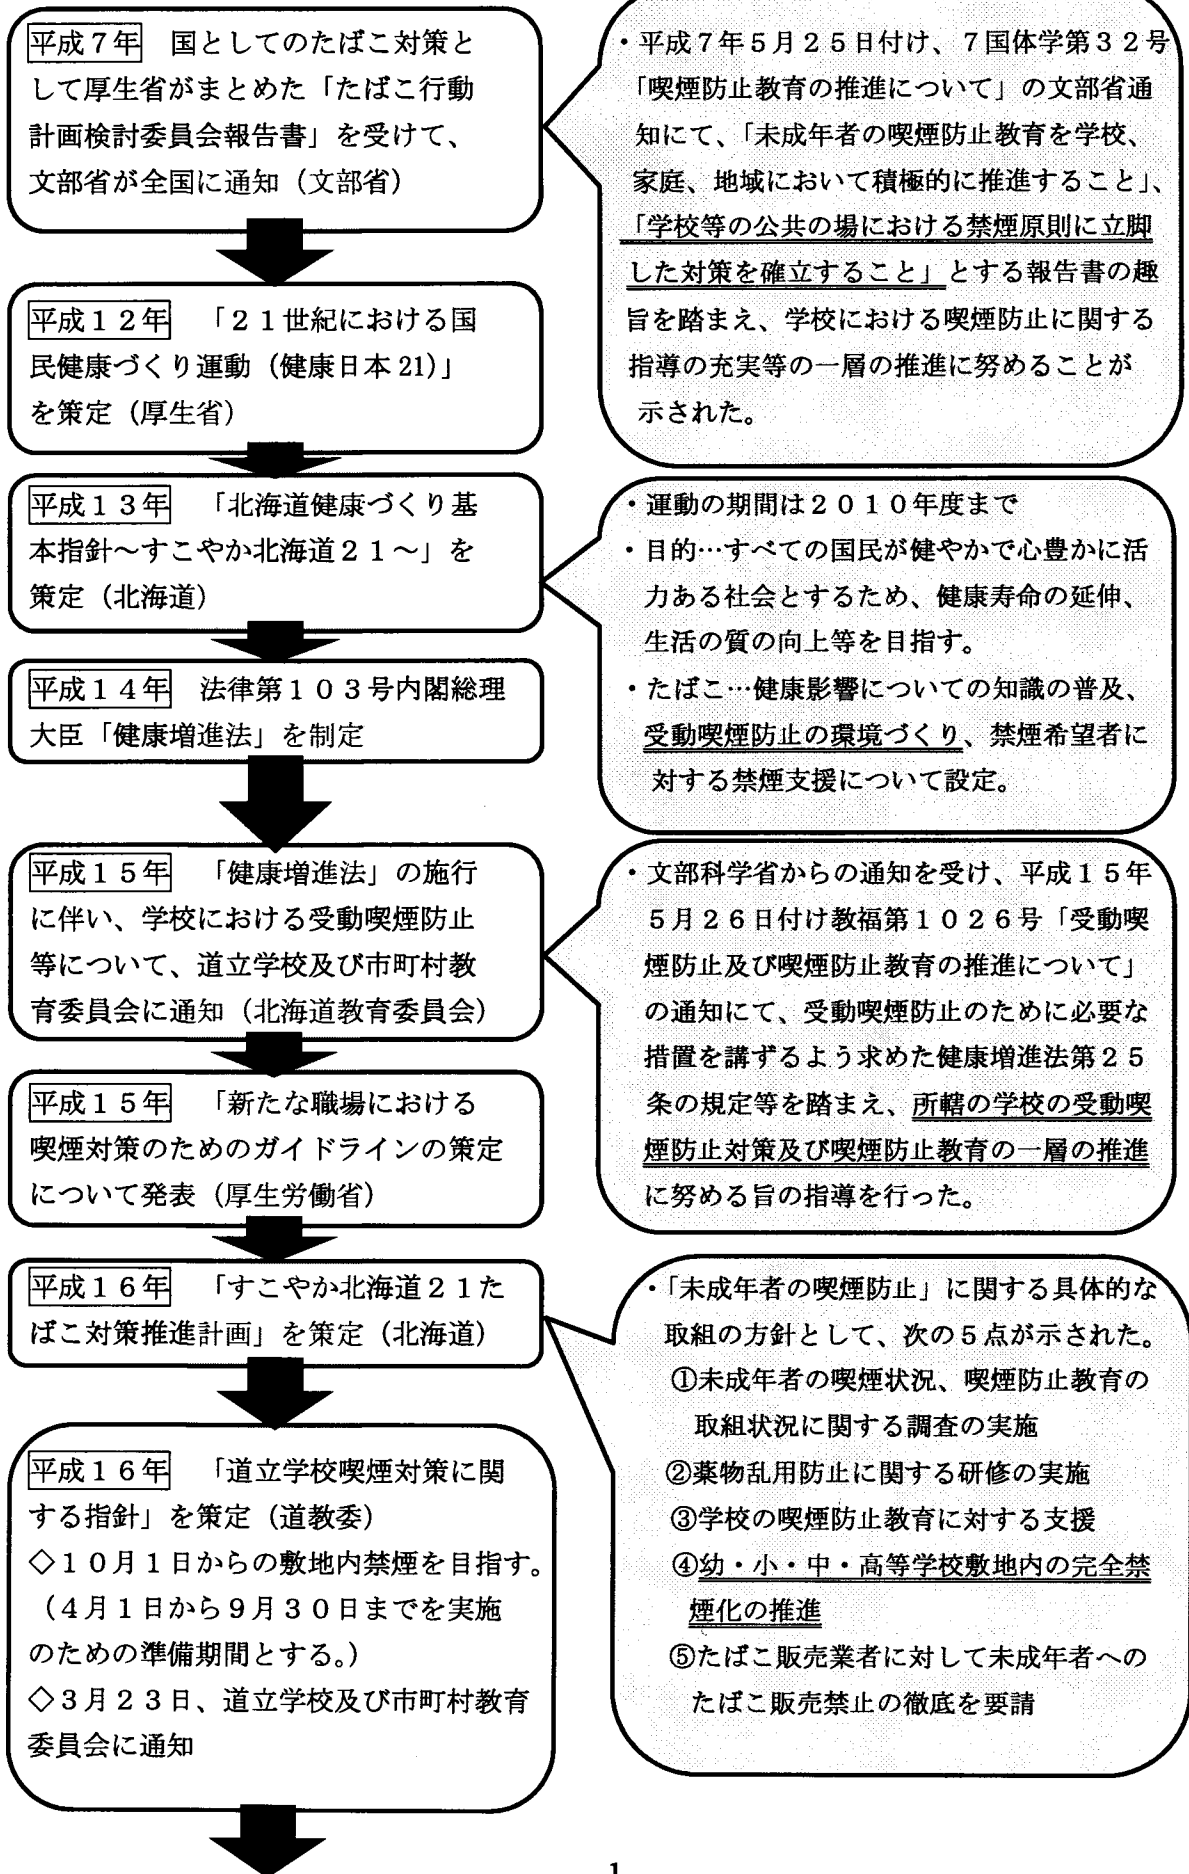 平成7年　国としてのたばこ対策と
して厚生省がまとめた「たばこ行動
計画検討委員会報告書」を受けて、
文部省が全国に通知（文部省）
・平成7年5月25日付け、7国体学第32号
「喫煙防止教育の推進について」の文部省通
知にて、「未成年者の喫煙防止教育を学校、
家庭、地域において積極的に推進すること」、
「学校等の公共の場における禁煙原則に立脚
した対策を確立すること」とする報告書の趣
旨を踏まえ、学校における喫煙防止に関する
指導の充実等の一層の推進に努めることが
示された。
平成12年　「21世紀における国
民健康づくり運動（健康日本21）」
を策定（厚生省）
平成13年　「北海道健康づくり基
本指針～すこやか北海道21～」を
策定（北海道）
・運動の期間は2010年度まで
・目的…すべての国民が健やかで心豊かに活
力ある社会とするため、健康寿命の延伸、
生活の質の向上等を目指す。
・たばこ…健康影響についての知識の普及、
受動喫煙防止の環境づくり、禁煙希望者に
対する禁煙支援について設定。
平成14年　法律第103号内閣総理
大臣「健康増進法」を制定
平成15年　「健康増進法」の施行
に伴い、学校における受動喫煙防止
等について、道立学校及び市町村教
育委員会に通知（北海道教育委員会）
・文部科学省からの通知を受け、平成15年
5月26日付け教福第1026号「受動喫
煙防止及び喫煙防止教育の推進について」
の通知にて、受動喫煙防止のために必要な
措置を講ずるよう求めた健康増進法第25
条の規定等を踏まえ、所轄の学校の受動喫
煙防止対策及び喫煙防止教育の一層の推進
に努める旨の指導を行った。
平成15年　「新たな職場における
喫煙対策のためのガイドラインの策定
について発表（厚生労働省）
平成16年　「すこやか北海道21た
ばこ対策推進計画」を策定（北海道）
・「未成年者の喫煙防止」に関する具体的な
取組の方針として、次の5点が示された。
①未成年者の喫煙状況、喫煙防止教育の
取組状況に関する調査の実施
②薬物乱用防止に関する研修の実施
③学校の喫煙防止教育に対する支援
④幼・小・中・高等学校敷地内の完全禁
煙化の推進
⑤たばこ販売業者に対して未成年者への
たばこ販売禁止の徹底を要請
平成16年　「道立学校喫煙対策に関
する指針」を策定（道教委）
◇10月1日からの敷地内禁煙を目指す。
（4月1日から9月30日までを実施
のための準備期間とする。）
◇3月23日、道立学校及び市町村教育
委員会に通知
1